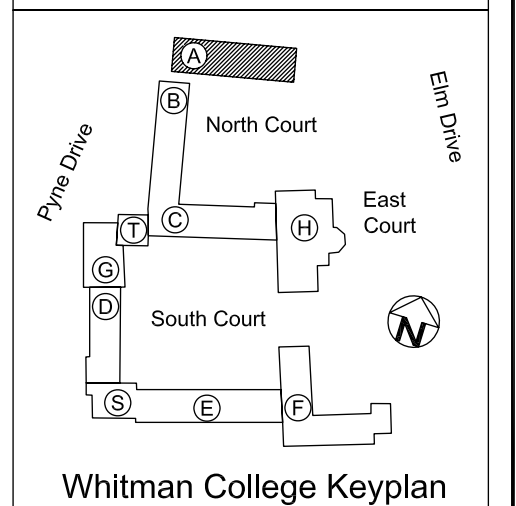 A
B
North Court
Elm Drive
Pyne Drive
C
T
H
East
Court
G
D
South Court
N
S
E
F
Whitman College Keyplan